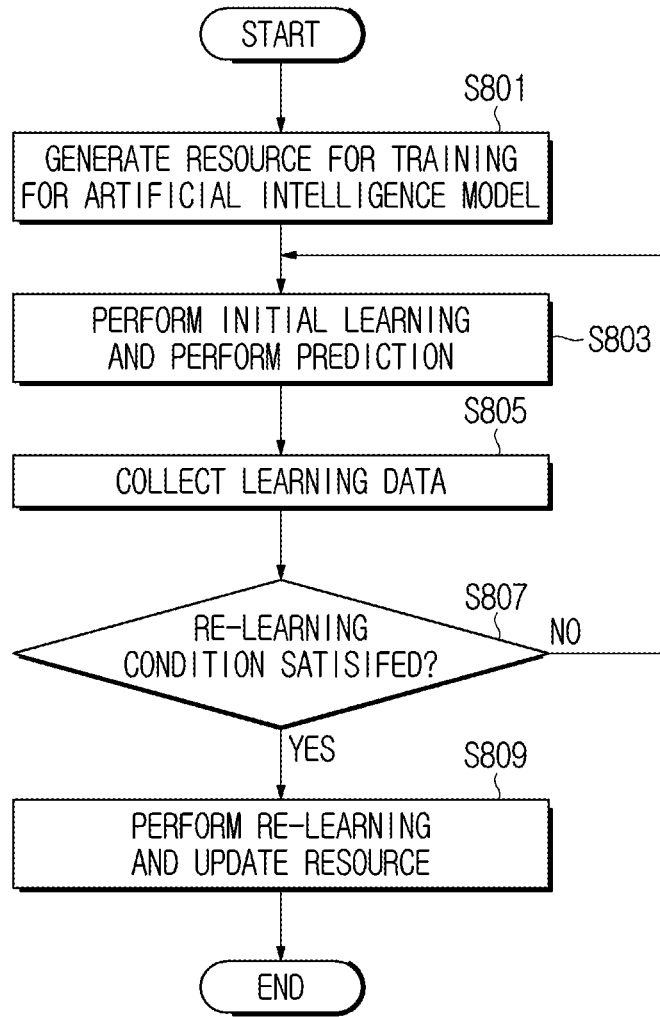 START
S801
GENERATE RESOURCE FOR TRAINING
FOR ARTIFICIAL INTELLIGENCE MODEL
PERFORM INITIAL LEARNING
AND PERFORM PREDICTION
S803
S805
COLLECT LEARNING DATA
S807
RE-LEARNING
CONDITION SATISIFED?
NO
YES
S809
PERFORM RE-LEARNING
AND UPDATE RESOURCE
END